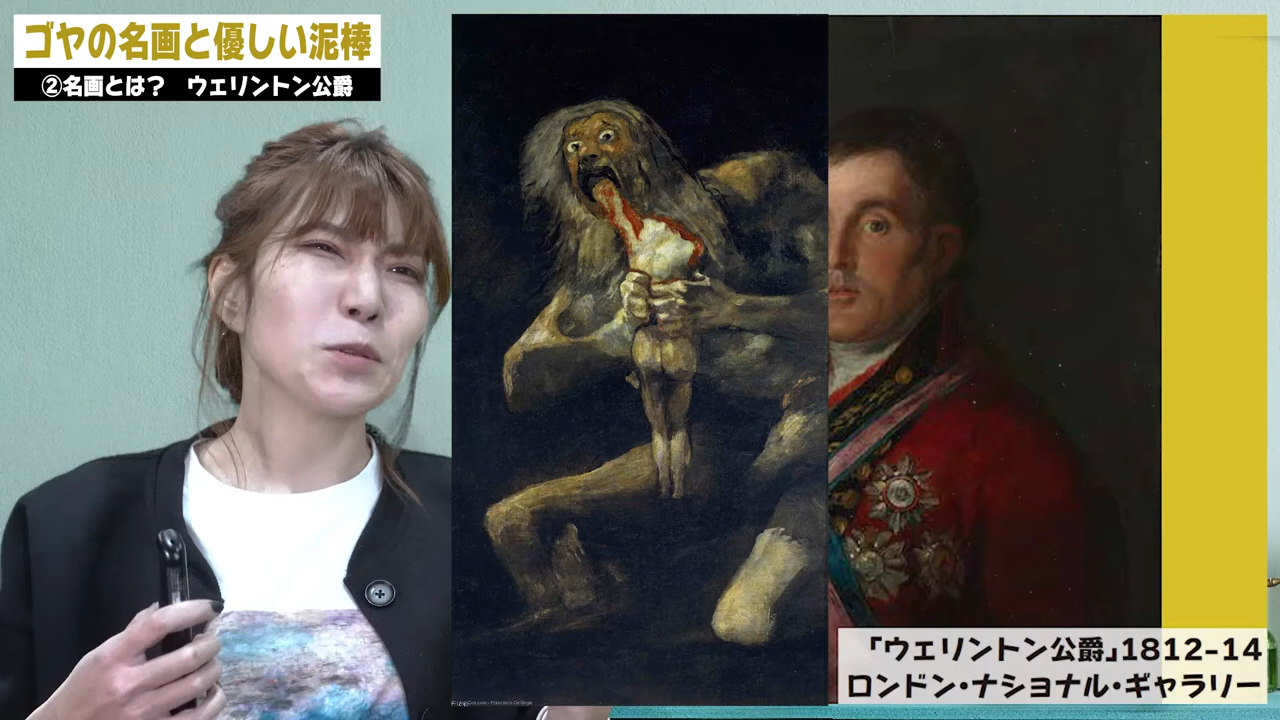 ゴヤの名画と優しい泥棒
②名画とは? ウェリントン公爵
「ウェリントン公爵」1812-14
ロンドン・ナショナル・ギャラリー